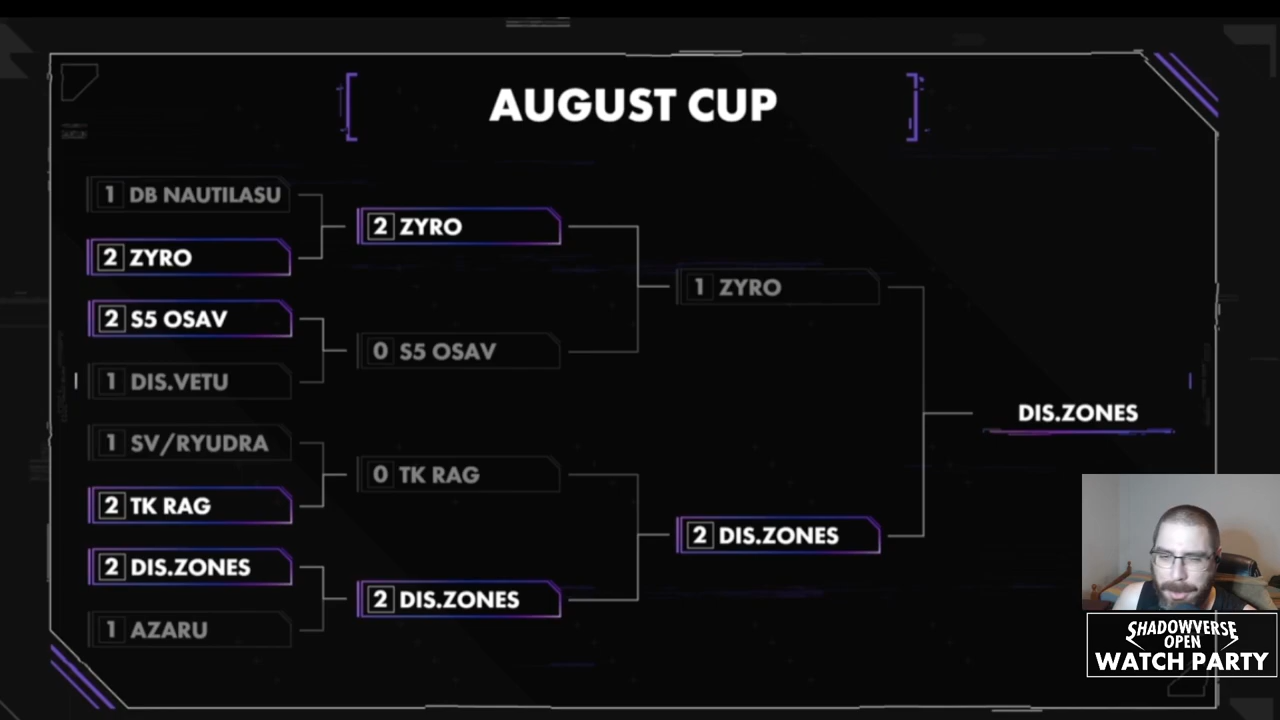 AUGUST CUP
1 DB NAUTILASU
2 ZYRO
2 S5 OSAV
1 DIS.VETU
1 SV/RYUDRA
2 TK RAG
2 DIS.ZONES
1 AZARU
2 ZYRO
0 S5 OSAV
0 TK RAG
2 DIS.ZONES
1 ZYRO
2 DIS.ZONES
DIS.ZONES
SHADOWVERSE
OPEN
WATCH PARTY